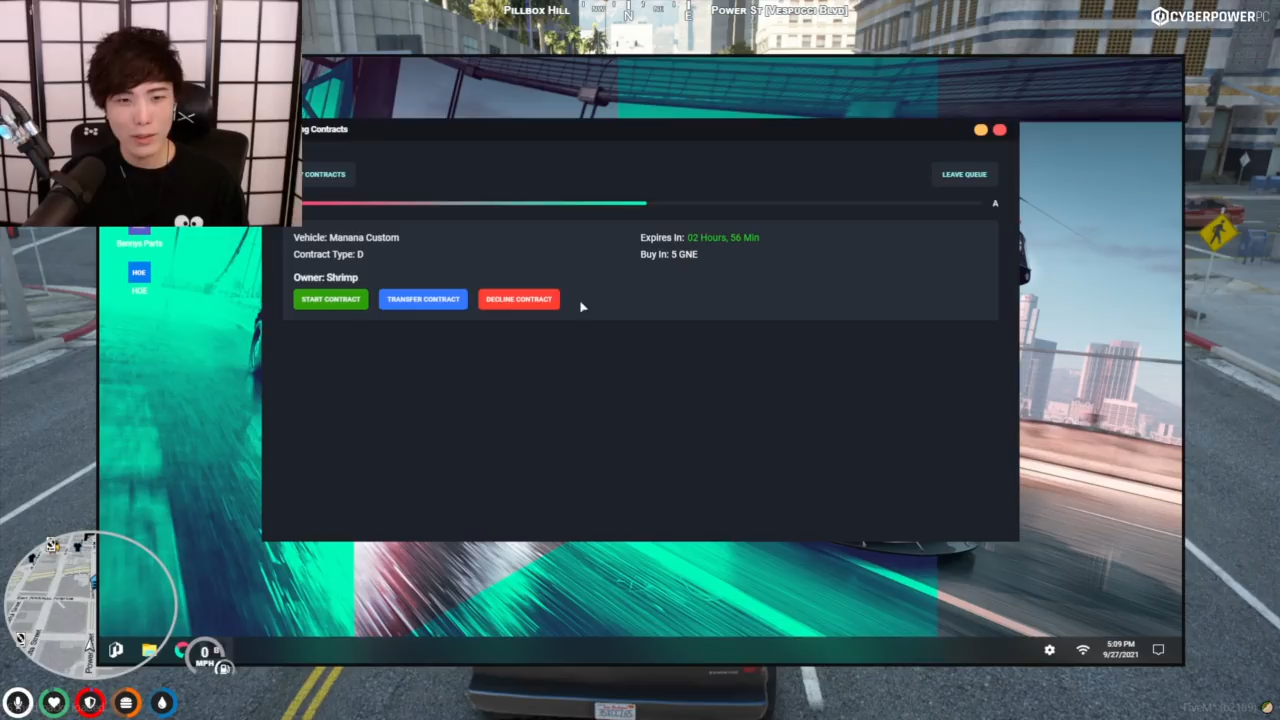 Pillbox Hill
NW
N
NE
E
Power St [Vespucci Blvd]
CYBERPOWERPC
g Contracts
CONTRACTS
LEAVE QUEUE
A
Vehicle: Manana Custom
Expires In: 02 Hours, 56 Min
Contract Type: D
Buy In: 5 GNE
Owner: Shrimp
START CONTRACT
TRANSFER CONTRACT
DECLINE CONTRACT
Bennys Parts
HOE
HOE
0
MPH
5:09 PM
9/27/2021